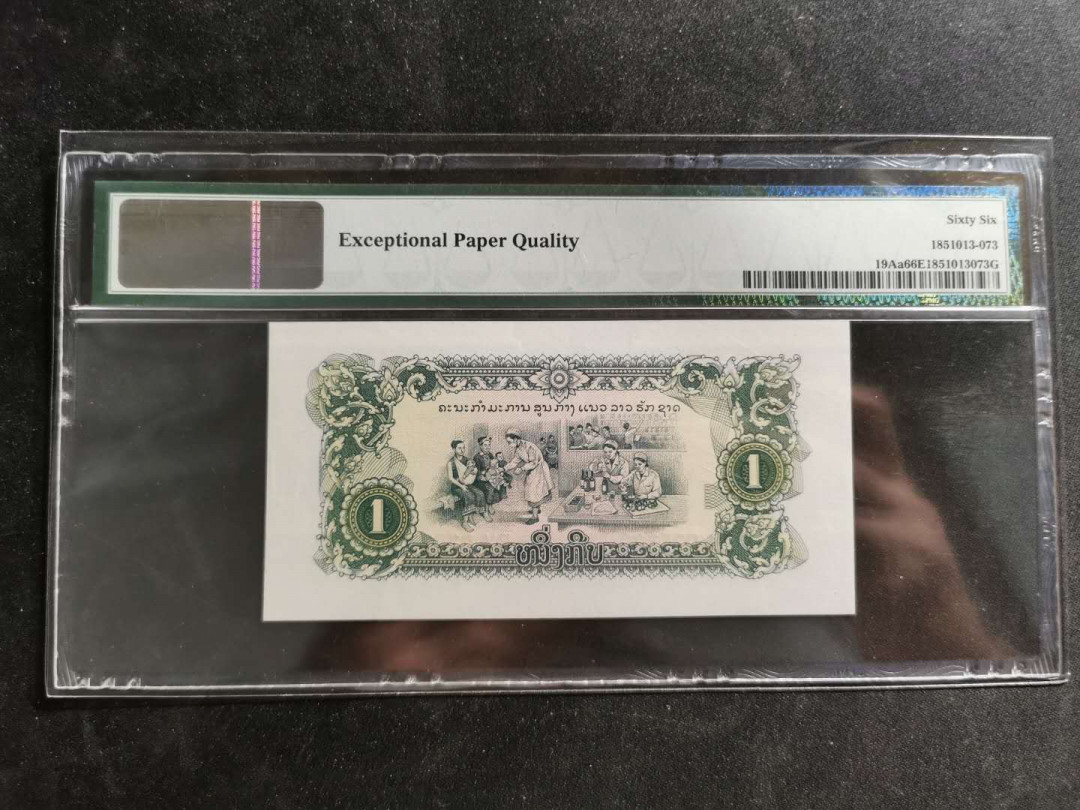 Exceptional Paper Quality
Sixty Six
1851013-073
19Aa66E1851013073G
ຄະນະກຳມະການ ສູນກາງ ແນວ ລາວ ຮັກ ຊາດ
1
1
ໜຶ່ງກີບ